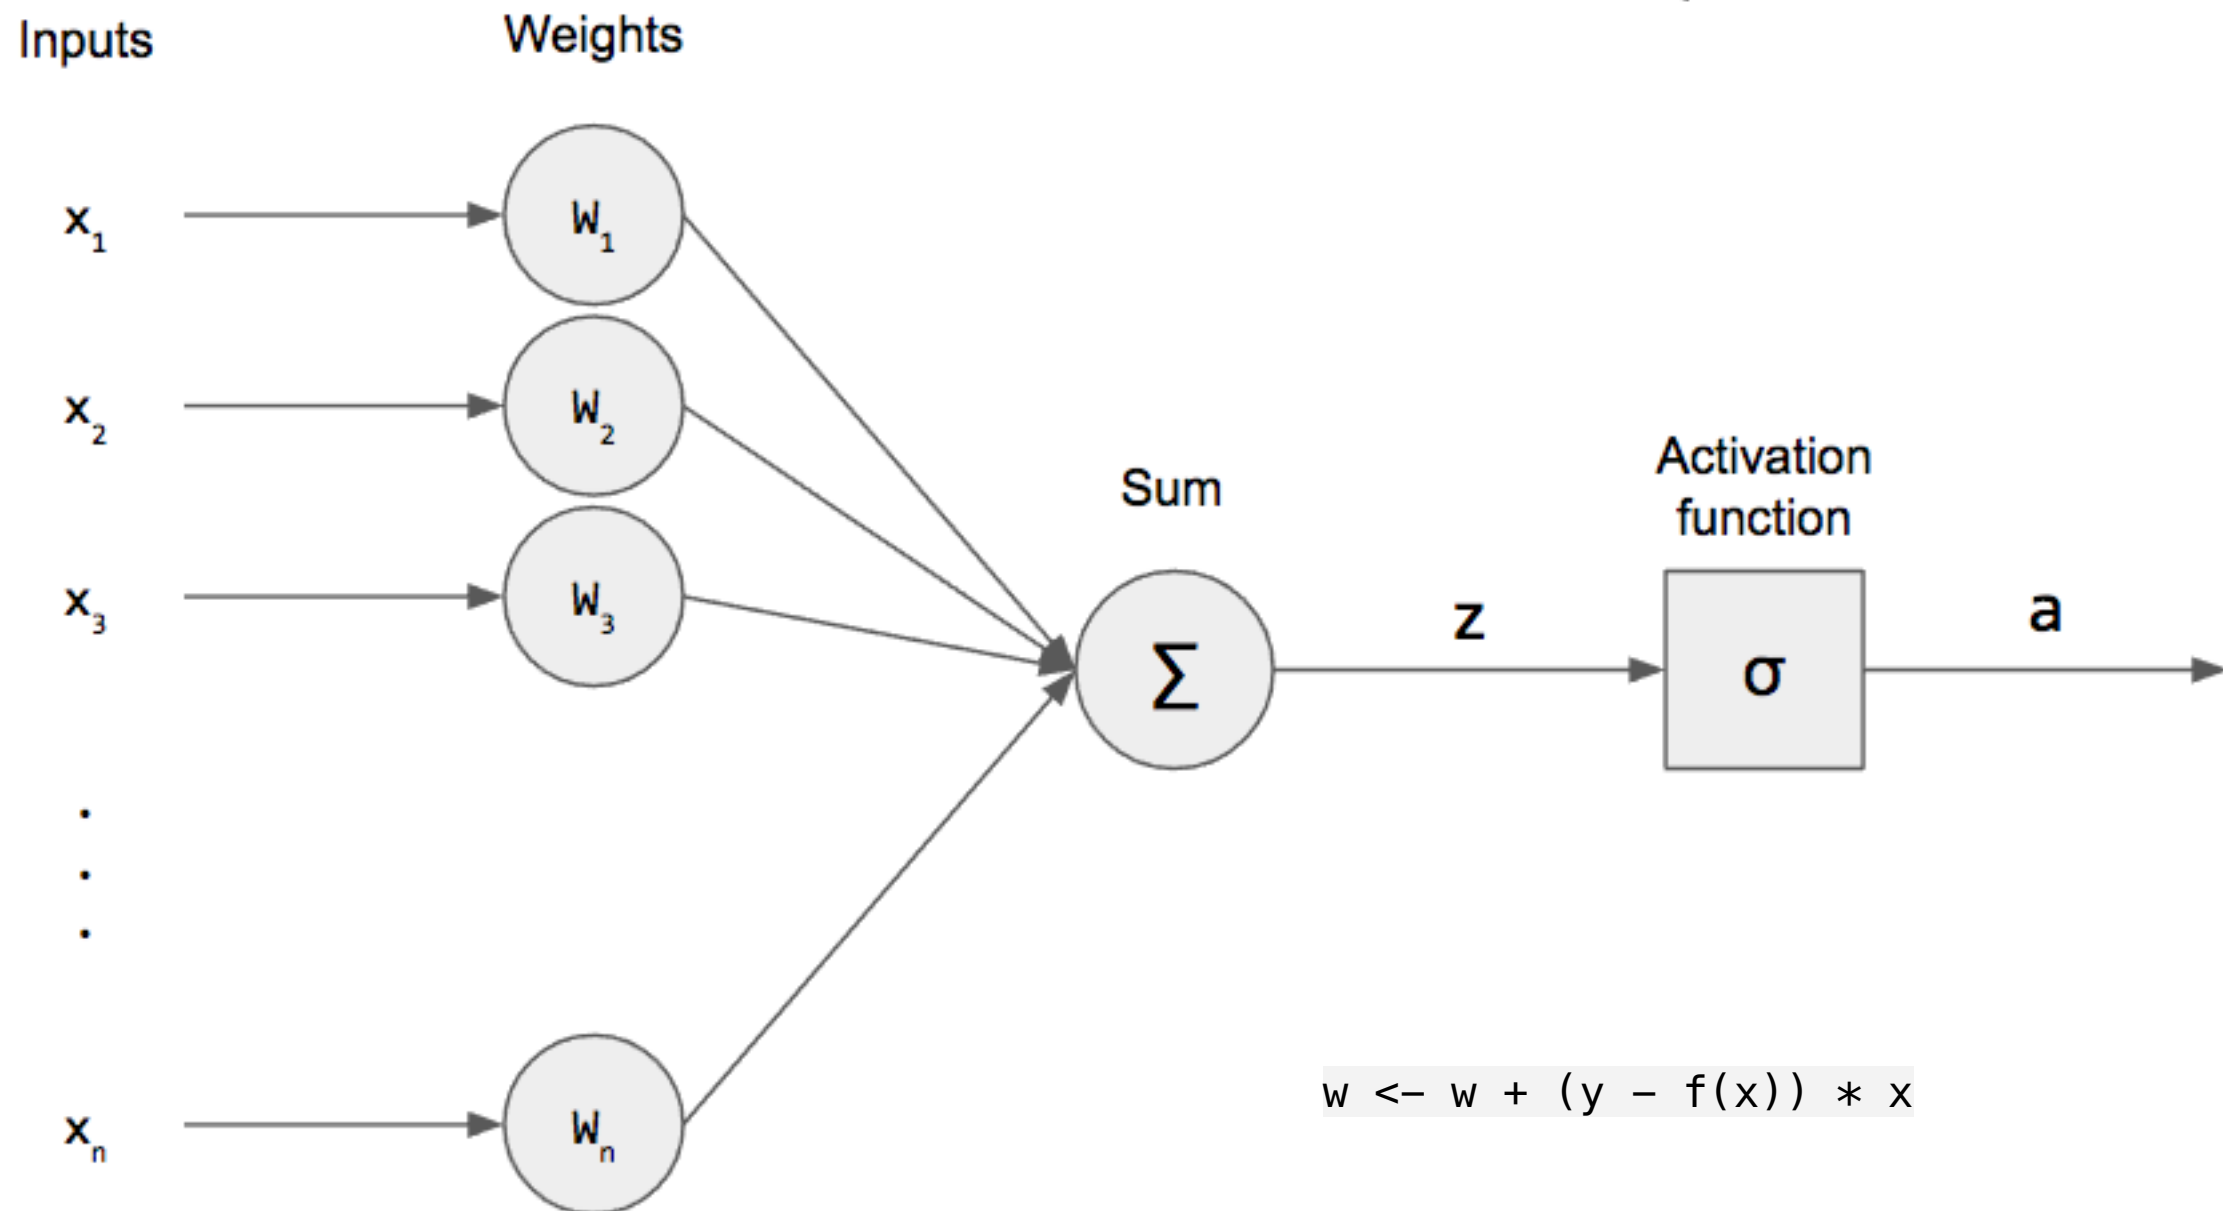 Inputs
Weights
x1
W1
x2
W2
x3
W3
.
.
.
xn
Wn
Sum
Σ
z
Activation
function
σ
a
w <− w + (y − f(x)) * x